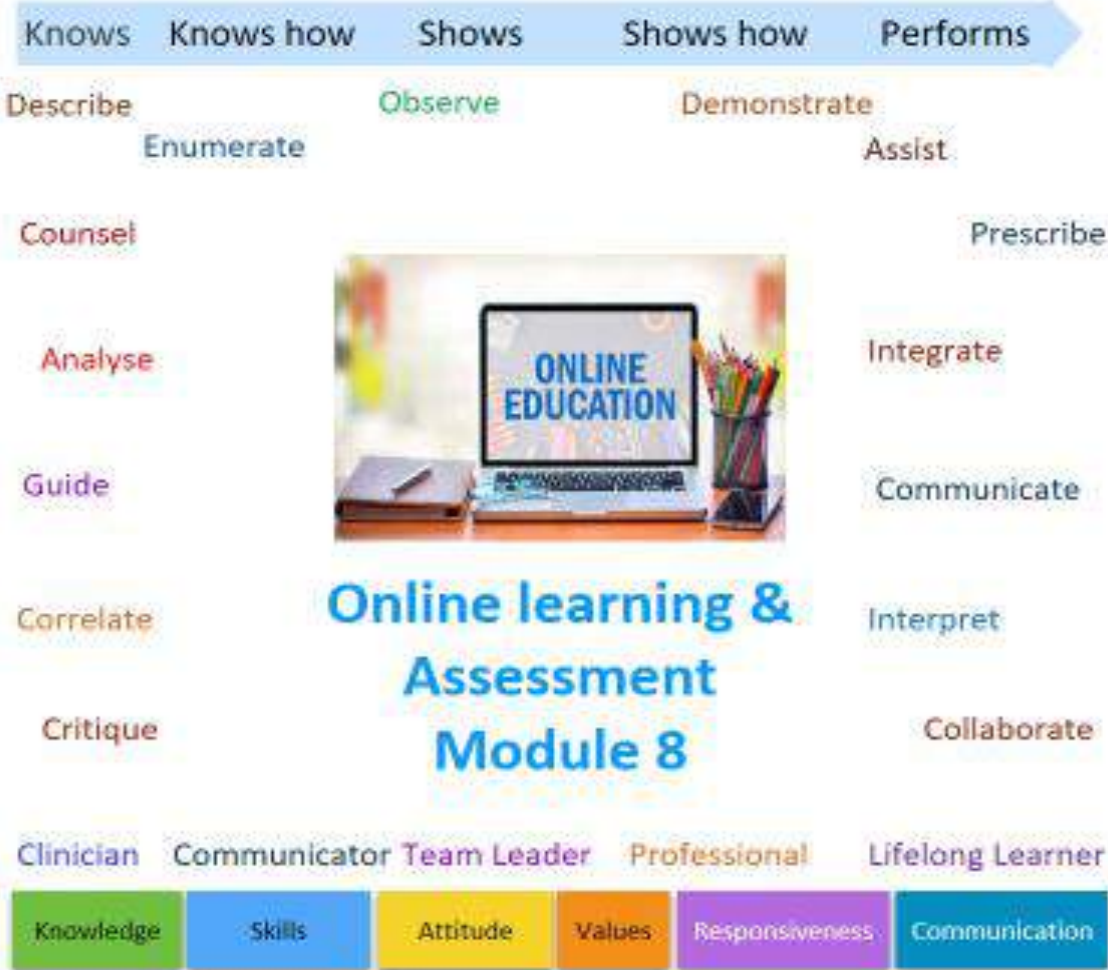 Knows Knows how Shows Shows how Performs
Describe Observe Demonstrate
Enumerate Assist
Counsel Prescribe
ONLINE
EDUCATION
Analyse Integrate
Guide Communicate
Online learning &
Correlate Interpret
Assessment
Critique Collaborate
Module 8
Clinician Communicator Team Leader Professional Lifelong Learner
Knowledge Skills Attitude Values Responsiveness Communication